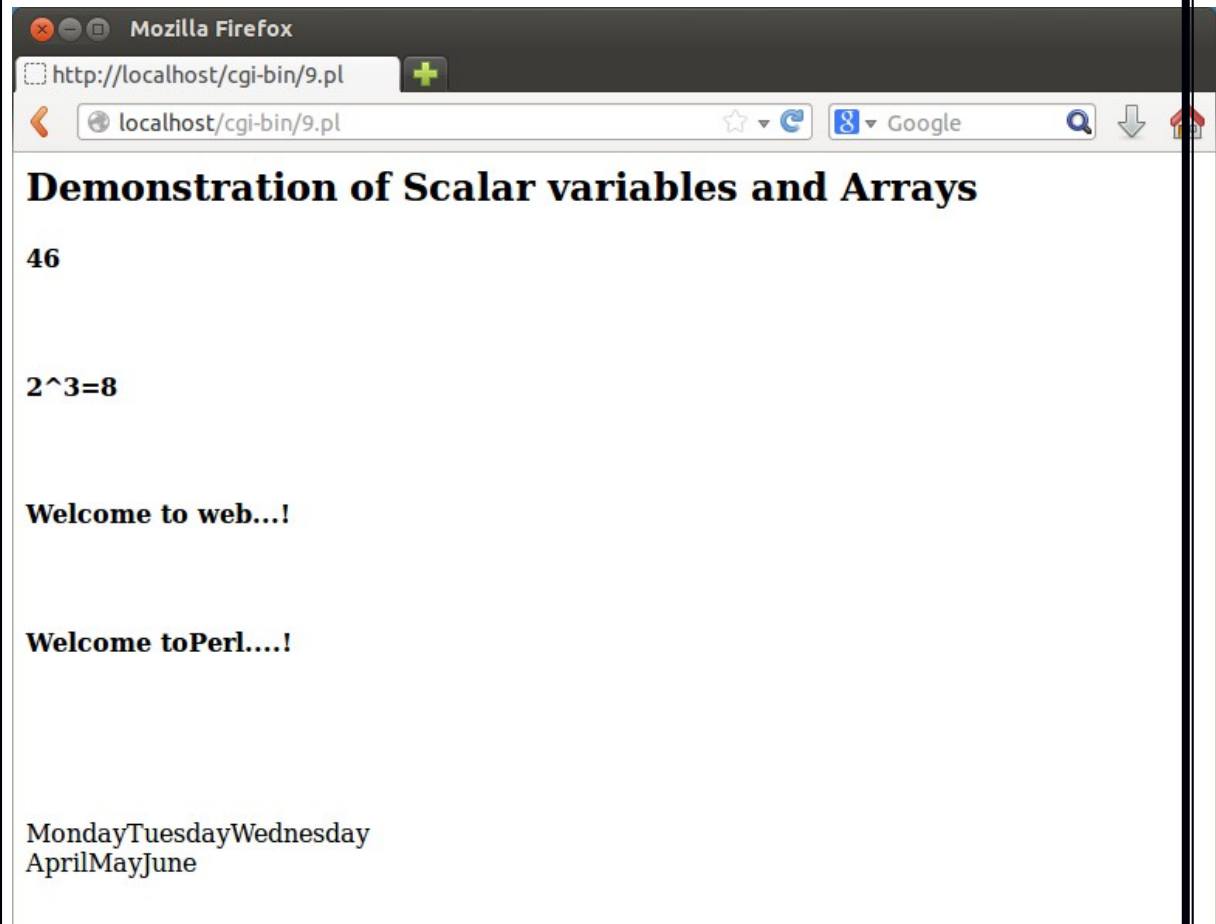 Mozilla Firefox
http://localhost/cgi-bin/9.pl
localhost/cgi-bin/9.pl
8 Google
Demonstration of Scalar variables and Arrays
46
2^3=8
Welcome to web...!
Welcome toPerl....!
MondayTuesdayWednesday
AprilMayJune